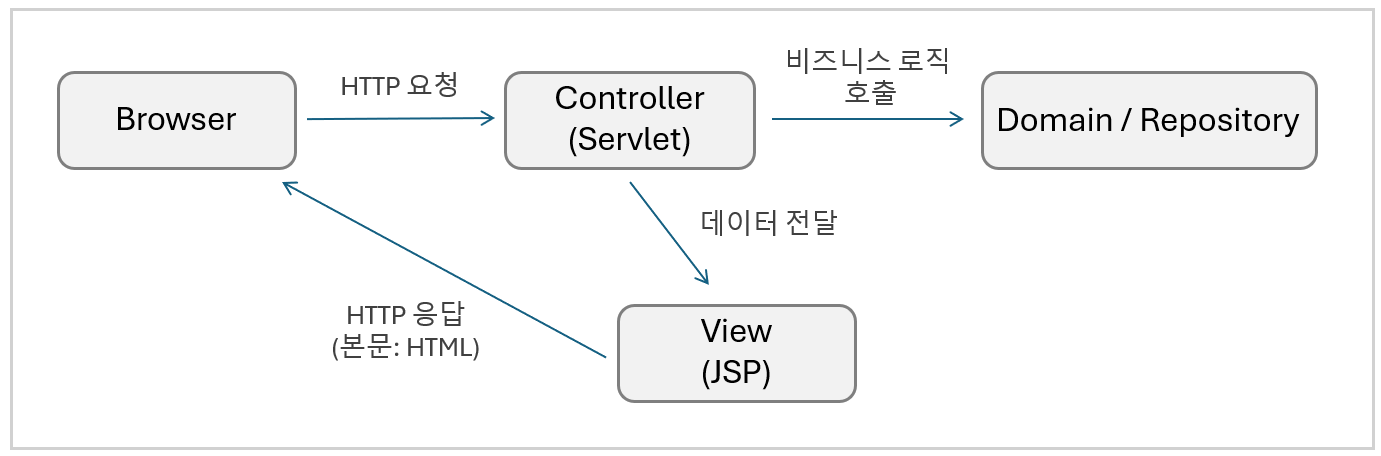 Browser
HTTP 요청
Controller
(Servlet)
비즈니스 로직
호출
Domain / Repository
데이터 전달
HTTP 응답
(본문: HTML)
View
(JSP)